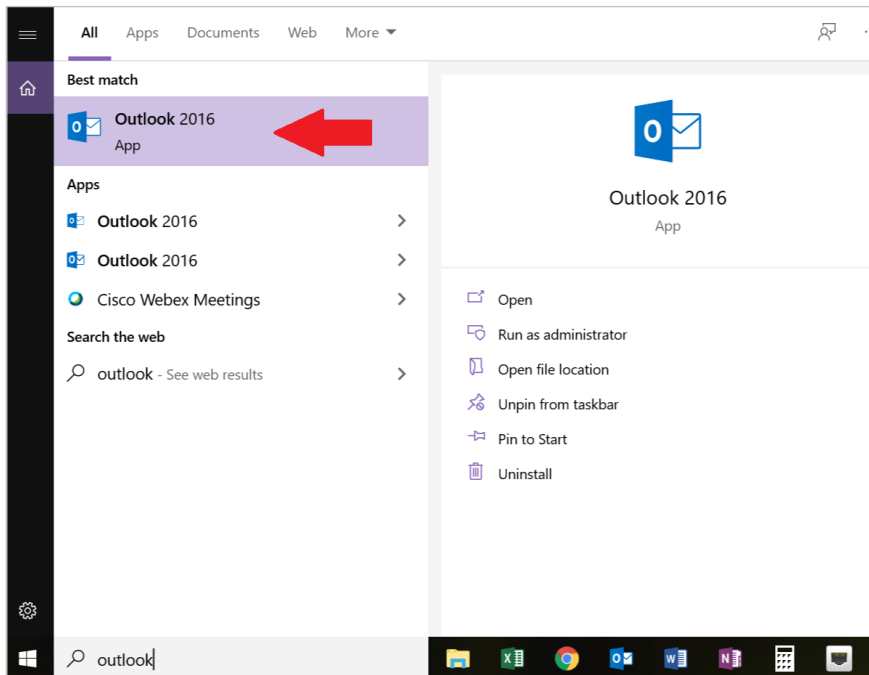 All Apps Documents Web More
Best match
Outlook 2016
App
Apps
Outlook 2016
Outlook 2016
Cisco Webex Meetings
Search the web
outlook - See web results
Outlook 2016
App
Open
Run as administrator
Open file location
Unpin from taskbar
Pin to Start
Uninstall
outlook